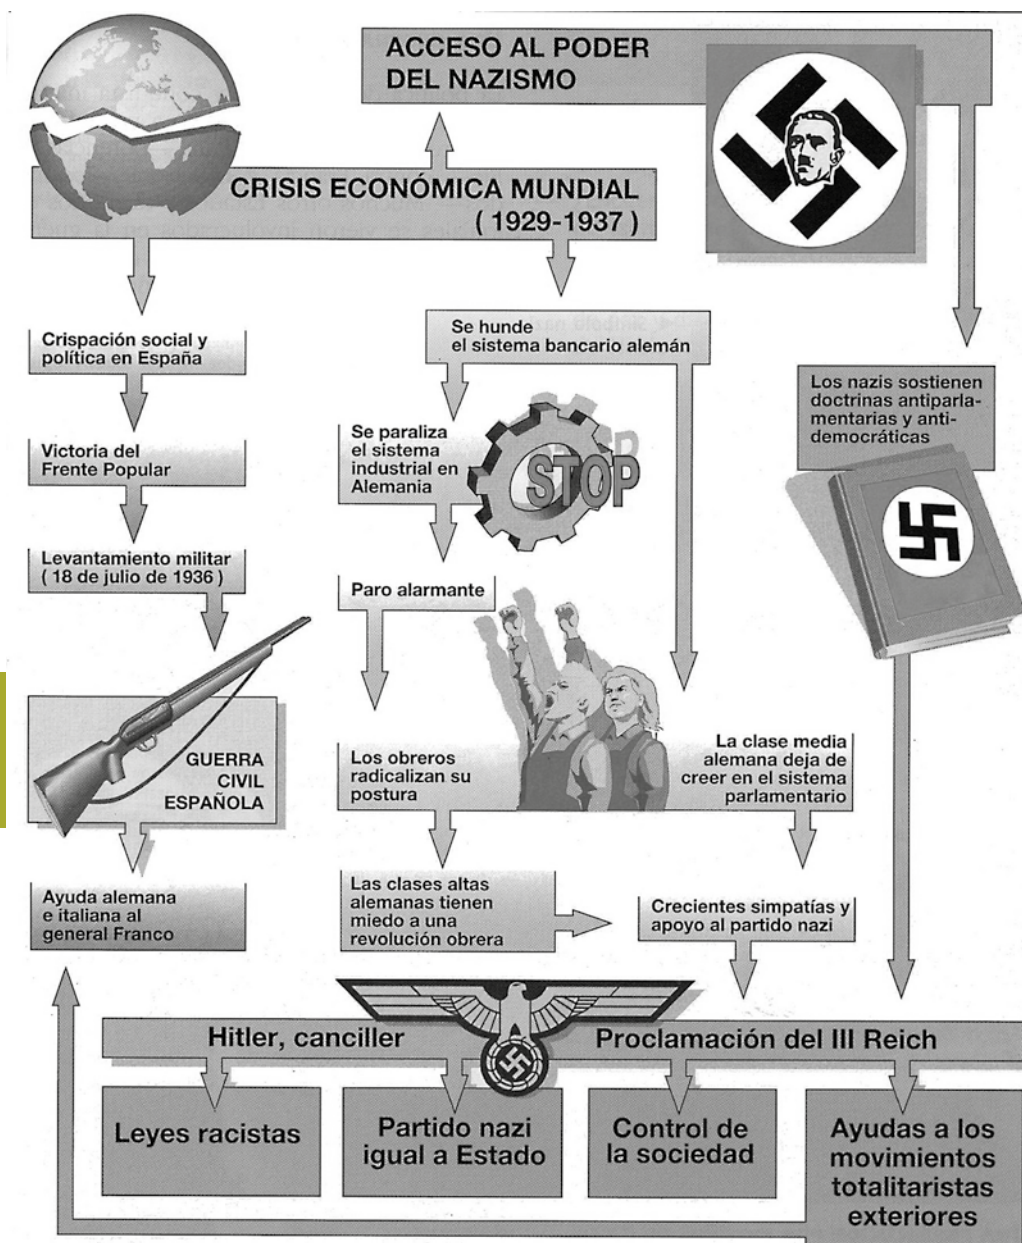 ACCESO AL PODER
DEL NAZISMO
CRISIS ECONÓMICA MUNDIAL
( 1929-1937 )
Crispación social y
política en España
Victoria del
Frente Popular
Levantamiento militar
( 18 de julio de 1936 )
GUERRA
CIVIL
ESPAÑOLA
Ayuda alemana
e italiana al
general Franco
Se hunde
el sistema bancario alemán
Se paraliza
el sistema
industrial en
Alemania
STOP
Paro alarmante
Los obreros
radicalizan su
postura
La clase media
alemana deja de
creer en el sistema
parlamentario
Las clases altas
alemanas tienen
miedo a una
revolución obrera
Crecientes simpatías y
apoyo al partido nazi
Los nazis sostienen
doctrinas antiparla-
mentarias y anti-
democráticas
Hitler, canciller
Proclamación del III Reich
Leyes racistas
Partido nazi
igual a Estado
Control de
la sociedad
Ayudas a los
movimientos
totalitaristas
exteriores